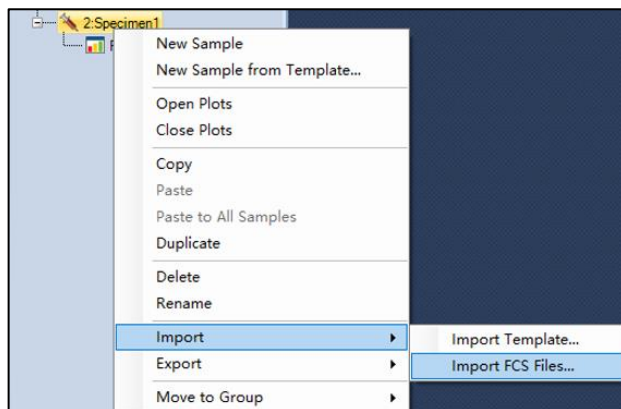 2:Specimen1
New Sample
New Sample from Template...
Open Plots
Close Plots
Copy
Paste
Paste to All Samples
Duplicate
Delete
Rename
Import
Import Template...
Export
Import FCS Files...
Move to Group